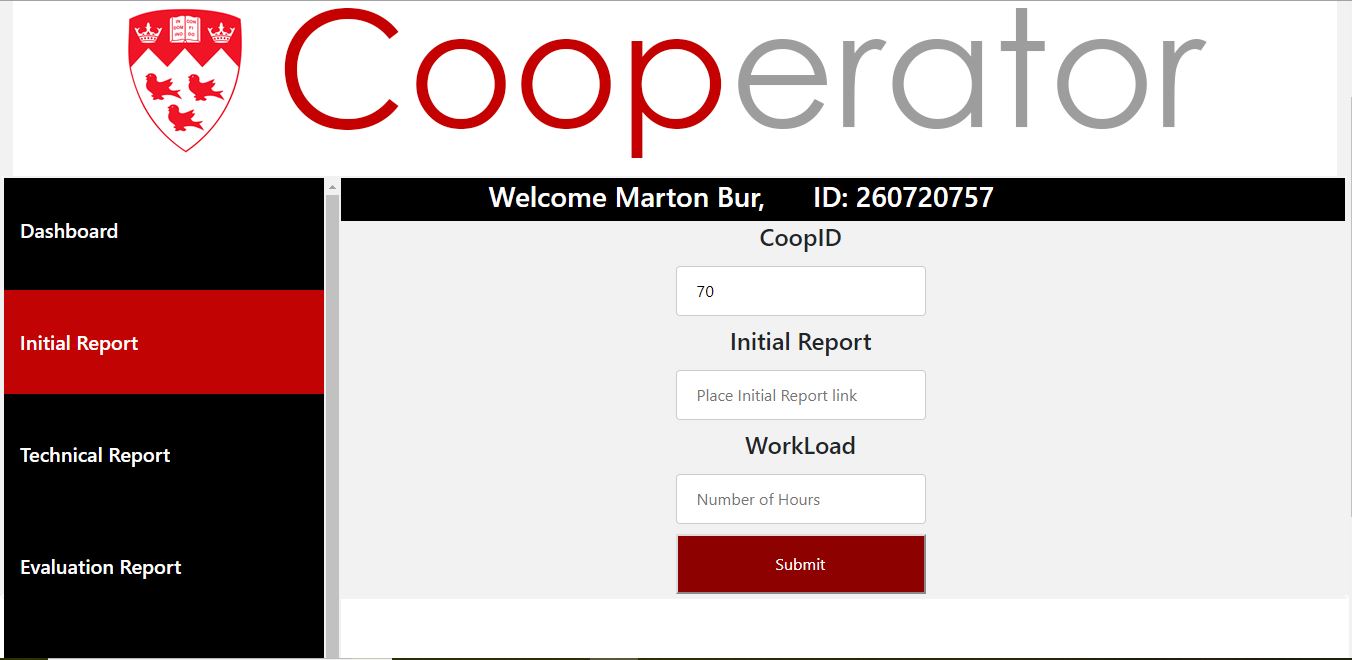 IN DOM INO
CON FI DO
Cooperator
Welcome Marton Bur, ID: 260720757
Dashboard
Initial Report
Technical Report
Evaluation Report
CoopID
70
Initial Report
Place Initial Report link
WorkLoad
Number of Hours
Submit